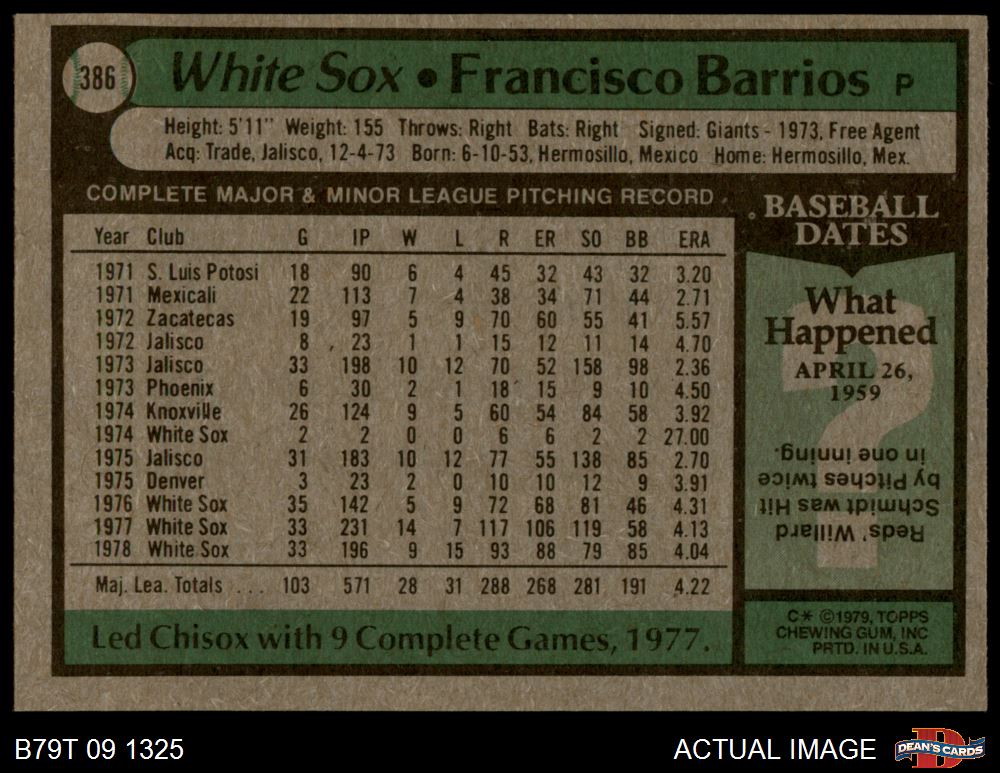 386
White Sox • Francisco Barrios P
Height: 5'11" Weight: 155 Throws: Right Bats: Right Signed: Giants - 1973, Free Agent
Acq: Trade, Jalisco, 12-4-73 Born: 6-10-53, Hermosillo, Mexico Home: Hermosillo, Mex.
COMPLETE MAJOR & MINOR LEAGUE PITCHING RECORD
Year Club G IP W L R ER SO BB ERA
1971 S. Luis Potosi 18 90 6 4 45 32 43 32 3.20
1971 Mexicali 22 113 7 4 38 34 71 44 2.71
1972 Zacatecas 19 97 5 9 70 60 55 41 5.57
1972 Jalisco 8 23 1 1 15 12 11 14 4.70
1973 Jalisco 33 198 10 12 70 52 158 98 2.36
1973 Phoenix 6 30 2 1 18 15 9 10 4.50
1974 Knoxville 26 124 9 5 60 54 84 58 3.92
1974 White Sox 2 2 0 0 6 6 2 2 27.00
1975 Jalisco 31 183 10 12 77 55 138 85 2.70
1975 Denver 3 23 2 0 10 10 12 9 3.91
1976 White Sox 35 142 5 9 72 68 81 46 4.31
1977 White Sox 33 231 14 7 117 106 119 58 4.13
1978 White Sox 33 196 9 15 93 88 79 85 4.04
Maj. Lea. Totals ... 103 571 28 31 288 268 281 191 4.22
Led Chisox with 9 Complete Games, 1977.
BASEBALL
DATES
What
Happened
APRIL 26,
1959
Reds' Willard
Schmidt was Hit
by Pitches twice
in one inning.
C* ©1979, TOPPS
CHEWING GUM, INC
PRTD. IN U.S.A.
B79T 09 1325
ACTUAL IMAGE
D
DEAN'S CARDS